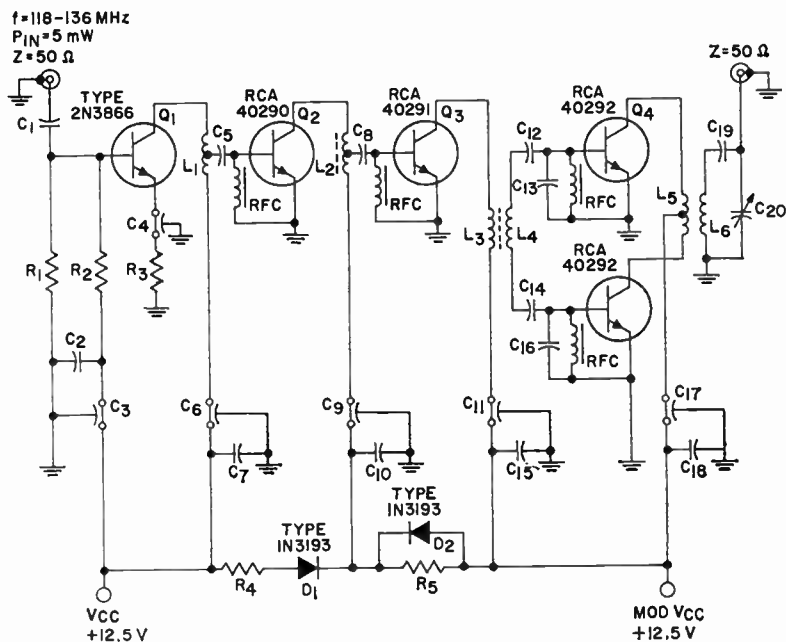 f=118–136 MHz
PIN=5 mW
Z=50 Ω
Z=50 Ω
TYPE
2N3866
Q1
RCA
40290
Q2
RCA
40291
Q3
RCA
40292
Q4
C1
C5
L1
C8
L2
RFC
RFC
C12
C13
RFC
L5
C19
L6
C20
C4
R1
R2
R3
L3
L4
RCA
40292
C14
C16
RFC
C2
C3
C6
C7
C9
C10
C11
C15
C17
C18
TYPE
1N3193
D2
TYPE
1N3193
R4
D1
R5
VCC
+12.5 V
MOD VCC
+12.5 V